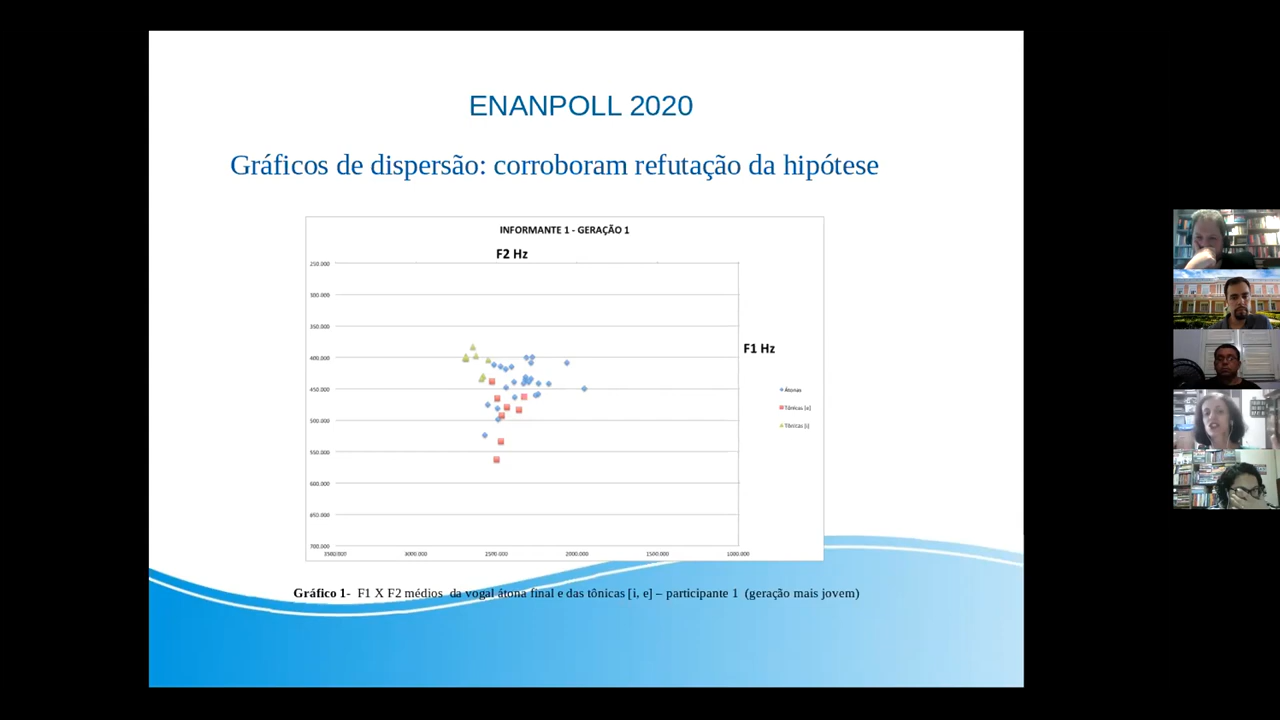 ENANPOLL 2020
Gráficos de dispersão: corroboram refutação da hipótese
INFORMANTE 1 - GERAÇÃO 1
F2 Hz
250.000
300.000
350.000
400.000
450.000
500.000
550.000
600.000
650.000
700.000
3500.000 3000.000 2500.000 2000.000 1500.000 1000.000
F1 Hz
Átonas
Tônicas [e]
Tônicas [i]
Gráfico 1- F1 X F2 médios da vogal átona final e das tônicas [i, e] – participante 1 (geração mais jovem)